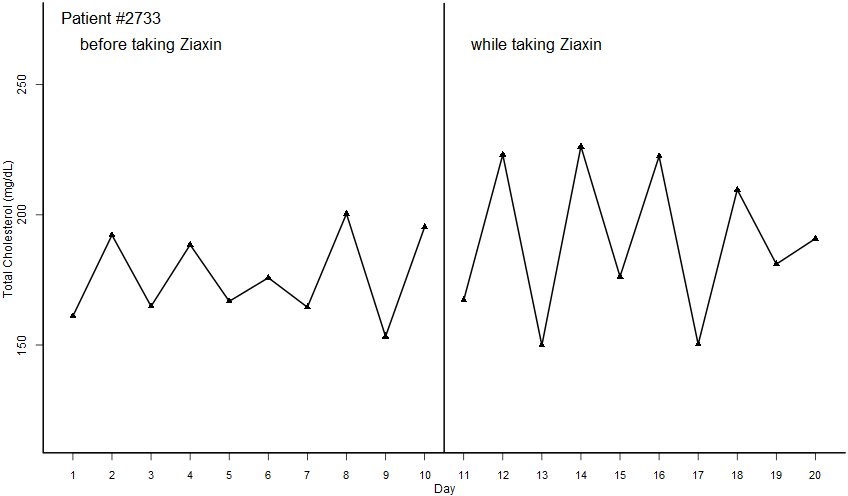 Patient #2733
before taking Ziaxin
while taking Ziaxin
250
200
150
Total Cholesterol (mg/dL)
1 2 3 4 5 6 7 8 9 10 11 12 13 14 15 16 17 18 19 20
Day